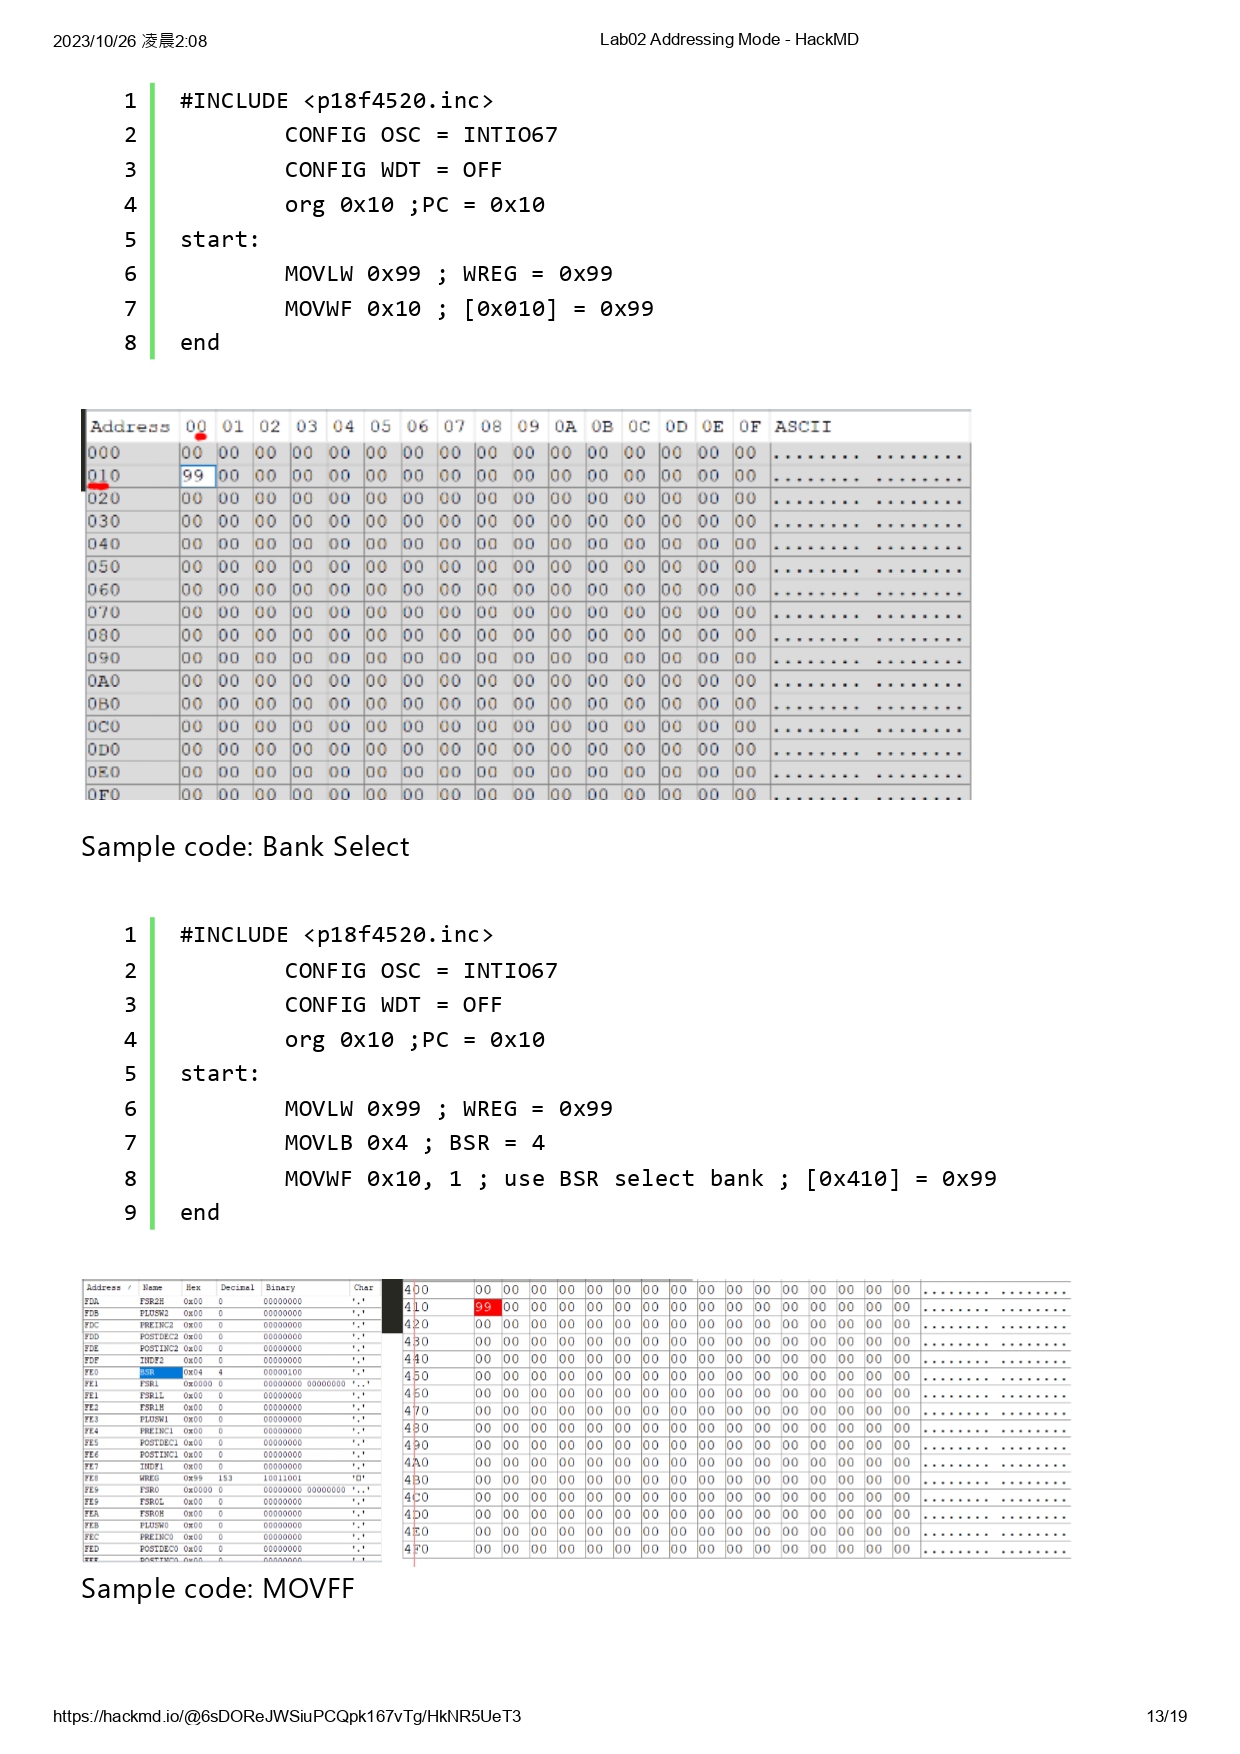 2023/10/26 凌晨2:08 Lab02 Addressing Mode - HackMD
1 #INCLUDE <p18f4520.inc>
2 CONFIG OSC = INTIO67
3 CONFIG WDT = OFF
4 org 0x10 ;PC = 0x10
5 start:
6 MOVLW 0x99 ; WREG = 0x99
7 MOVWF 0x10 ; [0x010] = 0x99
8 end
Address 00 01 02 03 04 05 06 07 08 09 0A 0B 0C 0D 0E 0F ASCII
000 00 00 00 00 00 00 00 00 00 00 00 00 00 00 00 00 ........ ........
010 99 00 00 00 00 00 00 00 00 00 00 00 00 00 00 00 ........ ........
020 00 00 00 00 00 00 00 00 00 00 00 00 00 00 00 00 ........ ........
030 00 00 00 00 00 00 00 00 00 00 00 00 00 00 00 00 ........ ........
040 00 00 00 00 00 00 00 00 00 00 00 00 00 00 00 00 ........ ........
050 00 00 00 00 00 00 00 00 00 00 00 00 00 00 00 00 ........ ........
060 00 00 00 00 00 00 00 00 00 00 00 00 00 00 00 00 ........ ........
070 00 00 00 00 00 00 00 00 00 00 00 00 00 00 00 00 ........ ........
080 00 00 00 00 00 00 00 00 00 00 00 00 00 00 00 00 ........ ........
090 00 00 00 00 00 00 00 00 00 00 00 00 00 00 00 00 ........ ........
0A0 00 00 00 00 00 00 00 00 00 00 00 00 00 00 00 00 ........ ........
0B0 00 00 00 00 00 00 00 00 00 00 00 00 00 00 00 00 ........ ........
0C0 00 00 00 00 00 00 00 00 00 00 00 00 00 00 00 00 ........ ........
0D0 00 00 00 00 00 00 00 00 00 00 00 00 00 00 00 00 ........ ........
0E0 00 00 00 00 00 00 00 00 00 00 00 00 00 00 00 00 ........ ........
0F0 00 00 00 00 00 00 00 00 00 00 00 00 00 00 00 00 ........ ........
Sample code: Bank Select
1 #INCLUDE <p18f4520.inc>
2 CONFIG OSC = INTIO67
3 CONFIG WDT = OFF
4 org 0x10 ;PC = 0x10
5 start:
6 MOVLW 0x99 ; WREG = 0x99
7 MOVLB 0x4 ; BSR = 4
8 MOVWF 0x10, 1 ; use BSR select bank ; [0x410] = 0x99
9 end
Address / Name Hex Decimal Binary Char
FDA FSR2H 0x00 0 00000000 '.'
FDB PLUSW2 0x00 0 00000000 '.'
FDC PREINC2 0x00 0 00000000 '.'
FDD POSTDEC2 0x00 0 00000000 '.'
FDE POSTINC2 0x00 0 00000000 '.'
FDF INDF2 0x00 0 00000000 '.'
FE0 BSR 0x04 4 00000100 '.'
FE1 FSR1 0x0000 0 00000000 00000000 '..'
FE1 FSR1L 0x00 0 00000000 '.'
FE2 FSR1H 0x00 0 00000000 '.'
FE3 PLUSW1 0x00 0 00000000 '.'
FE4 PREINC1 0x00 0 00000000 '.'
FE5 POSTDEC1 0x00 0 00000000 '.'
FE6 POSTINC1 0x00 0 00000000 '.'
FE7 INDF1 0x00 0 00000000 '.'
FE8 WREG 0x99 153 10011001 '□'
FE9 FSR0 0x0000 0 00000000 00000000 '..'
FE9 FSR0L 0x00 0 00000000 '.'
FEA FSR0H 0x00 0 00000000 '.'
FEB PLUSW0 0x00 0 00000000 '.'
FEC PREINC0 0x00 0 00000000 '.'
FED POSTDEC0 0x00 0 00000000 '.'
FEE POSTINC0 0x00 0 00000000 '.'
400 00 00 00 00 00 00 00 00 00 00 00 00 00 00 00 00 ........ ........
410 99 00 00 00 00 00 00 00 00 00 00 00 00 00 00 00 ........ ........
420 00 00 00 00 00 00 00 00 00 00 00 00 00 00 00 00 ........ ........
430 00 00 00 00 00 00 00 00 00 00 00 00 00 00 00 00 ........ ........
440 00 00 00 00 00 00 00 00 00 00 00 00 00 00 00 00 ........ ........
450 00 00 00 00 00 00 00 00 00 00 00 00 00 00 00 00 ........ ........
460 00 00 00 00 00 00 00 00 00 00 00 00 00 00 00 00 ........ ........
470 00 00 00 00 00 00 00 00 00 00 00 00 00 00 00 00 ........ ........
480 00 00 00 00 00 00 00 00 00 00 00 00 00 00 00 00 ........ ........
490 00 00 00 00 00 00 00 00 00 00 00 00 00 00 00 00 ........ ........
4A0 00 00 00 00 00 00 00 00 00 00 00 00 00 00 00 00 ........ ........
4B0 00 00 00 00 00 00 00 00 00 00 00 00 00 00 00 00 ........ ........
4C0 00 00 00 00 00 00 00 00 00 00 00 00 00 00 00 00 ........ ........
4D0 00 00 00 00 00 00 00 00 00 00 00 00 00 00 00 00 ........ ........
4E0 00 00 00 00 00 00 00 00 00 00 00 00 00 00 00 00 ........ ........
4F0 00 00 00 00 00 00 00 00 00 00 00 00 00 00 00 00 ........ ........
Sample code: MOVFF
https://hackmd.io/@6sDOReJWSiuPCQpk167vTg/HkNR5UeT3 13/19